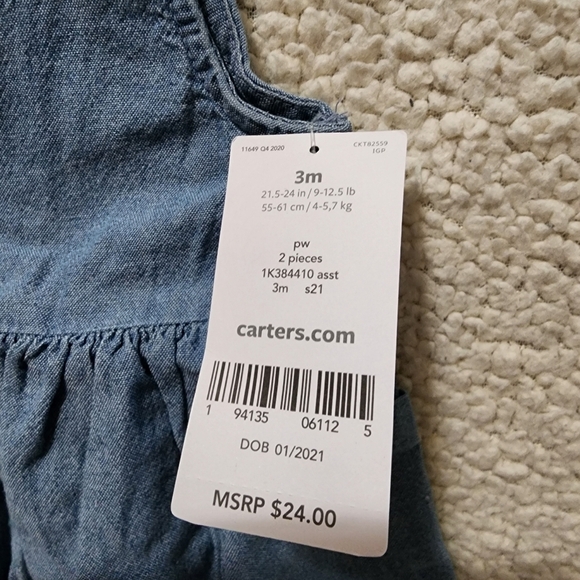 11649 Q4 2020
CKT82559
IGP
3m
21.5-24 in / 9-12.5 lb
55-61 cm / 4-5,7 kg
pw
2 pieces
1K384410 asst
3m s21
carters.com
1 94135 06112 5
DOB 01/2021
MSRP $24.00